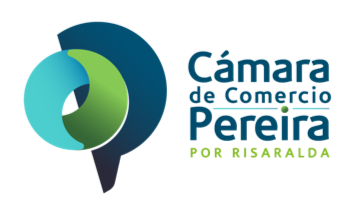 Cámara
de Comercio
Pereira
POR RISARALDA